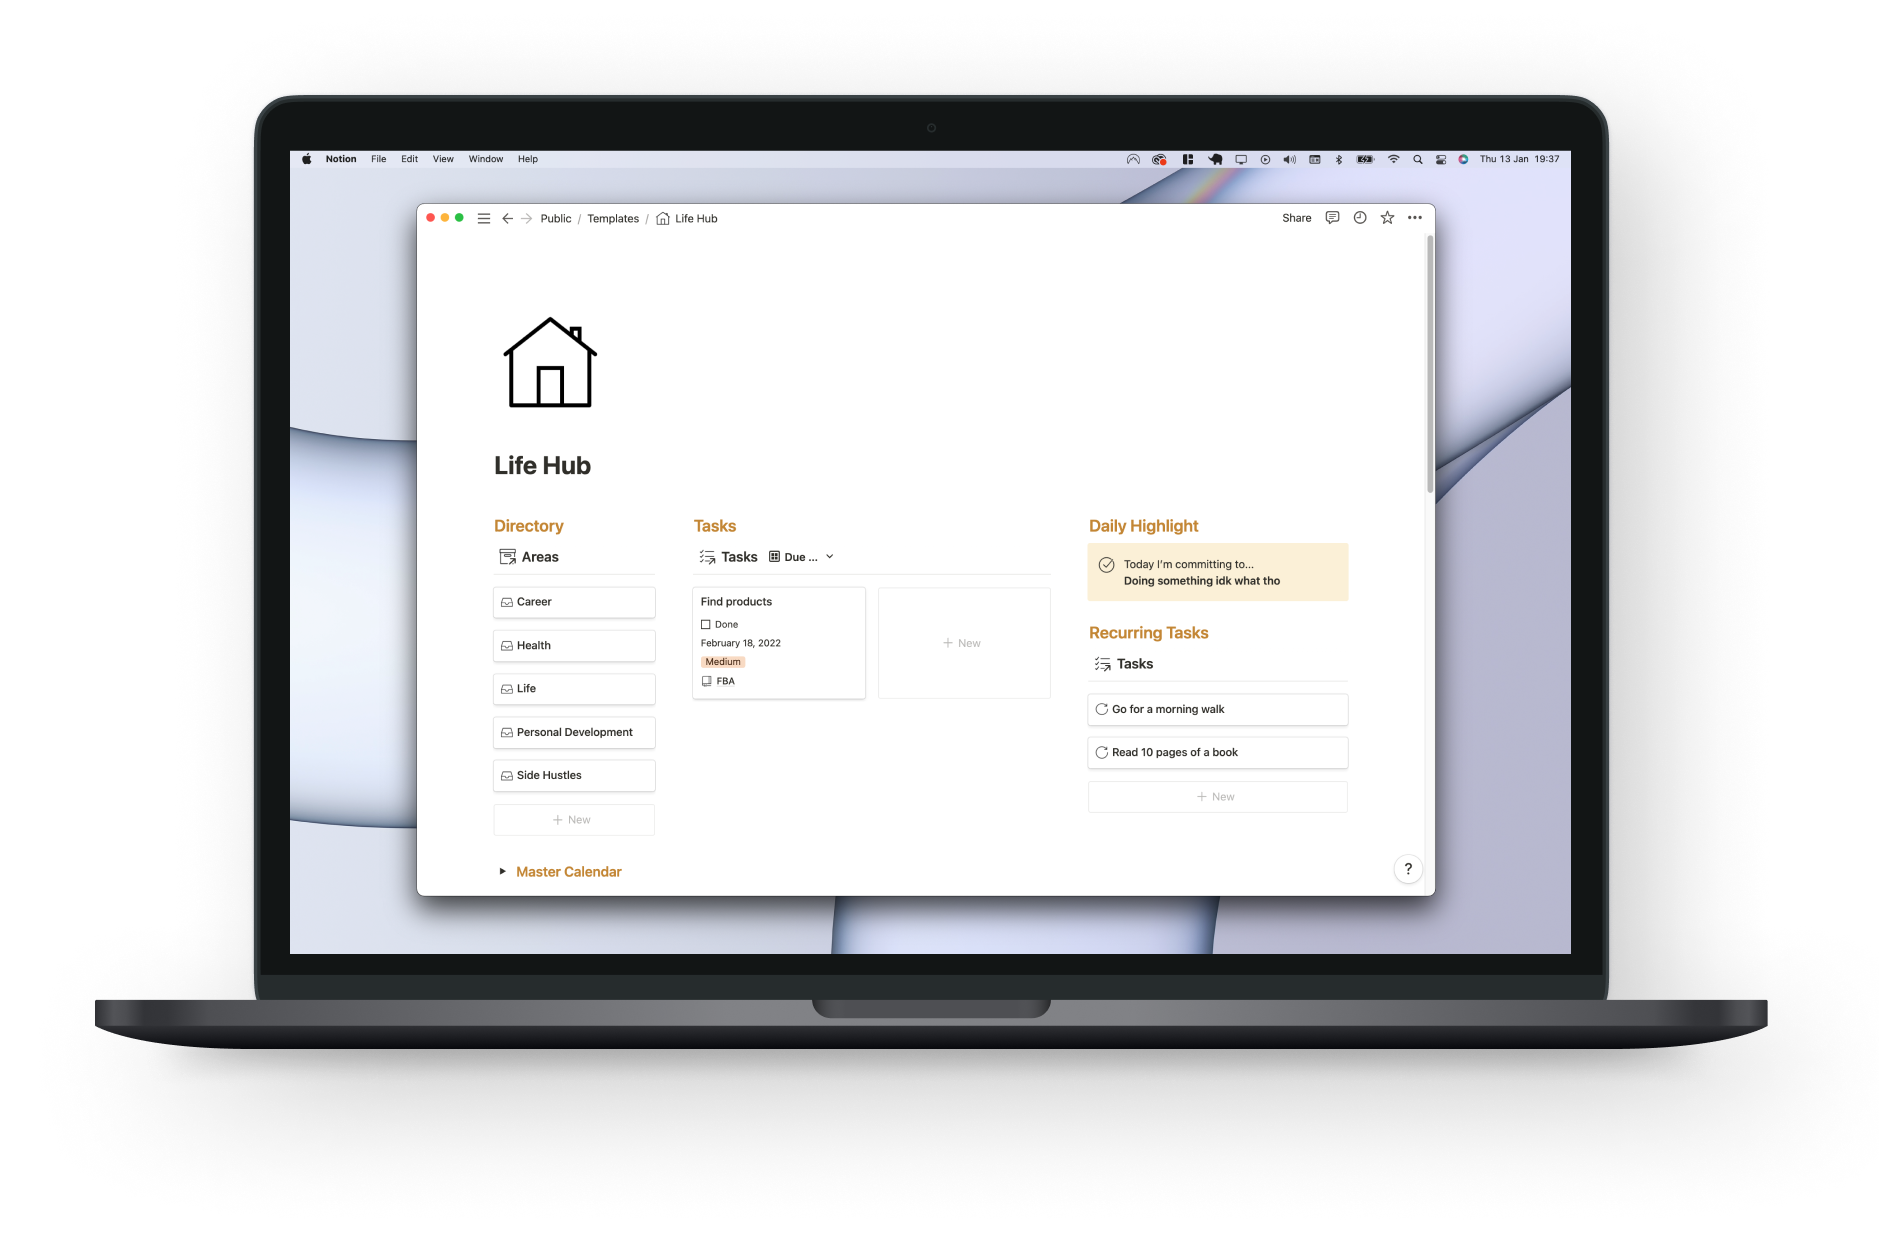 Notion File Edit View Window Help
Thu 13 Jan 19:37
Public / Templates / Life Hub
Share
Life Hub
Directory
Areas
Career
Health
Life
Personal Development
Side Hustles
+ New
Master Calendar
Tasks
Tasks Due ...
Find products
Done
February 18, 2022
Medium
FBA
+ New
Daily Highlight
Today I'm committing to...
Doing something idk what tho
Recurring Tasks
Tasks
Go for a morning walk
Read 10 pages of a book
+ New
?